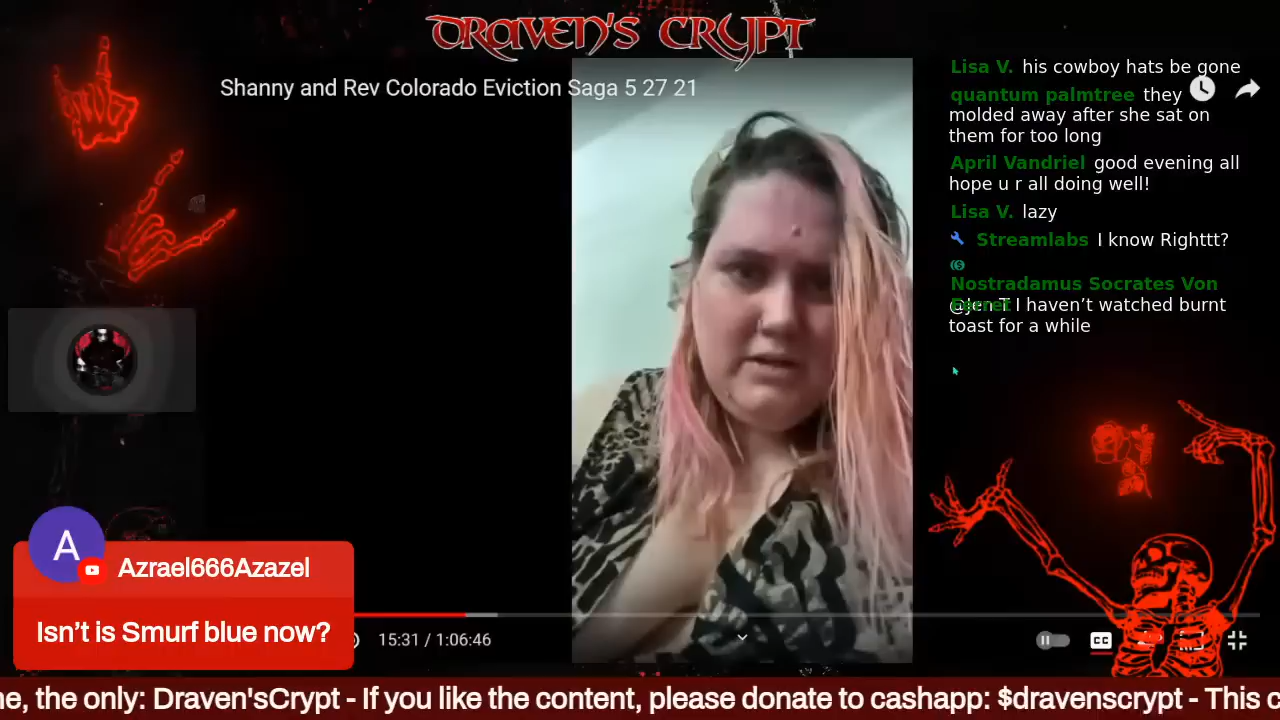 DRAVEN'S CRYPT
Shanny and Rev Colorado Eviction Saga 5 27 21
Lisa V. his cowboy hats be gone
quantum palmtree they
molded away after she sat on
them for too long
April Vandriel good evening all
hope u r all doing well!
Lisa V. lazy
Streamlabs I know Righttt?
Nostradamus Socrates Von
Ferret
@Jen T I haven't watched burnt
toast for a while
A
Azrael666Azazel
Isn't is Smurf blue now?
15:31 / 1:06:46
CC
ne, the only: Draven'sCrypt - If you like the content, please donate to cashapp: $dravenscrypt - This c